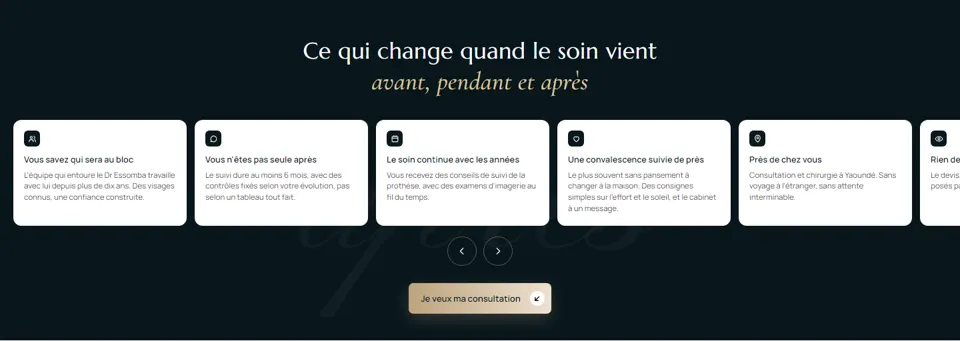 Ce qui change quand le soin vient
avant, pendant et après
Vous savez qui sera au bloc
L'équipe qui entoure le Dr Essomba travaille
avec lui depuis plus de dix ans. Des visages
connus, une confiance construite.
Vous n'êtes pas seule après
Le suivi dure au moins 6 mois, avec des
contrôles fixés selon votre évolution, pas
selon un tableau tout fait.
Le soin continue avec les années
Vous recevez des conseils de suivi de la
prothèse, avec des examens d'imagerie au
fil du temps.
Une convalescence suivie de près
Le plus souvent sans pansement à
changer à la maison. Des consignes
simples sur l'effort et le soleil, et le cabinet
à un message.
Près de chez vous
Consultation et chirurgie à Yaoundé. Sans
voyage à l'étranger, sans attente
interminable.
Rien de
Le devis
posés pa
après
Je veux ma consultation